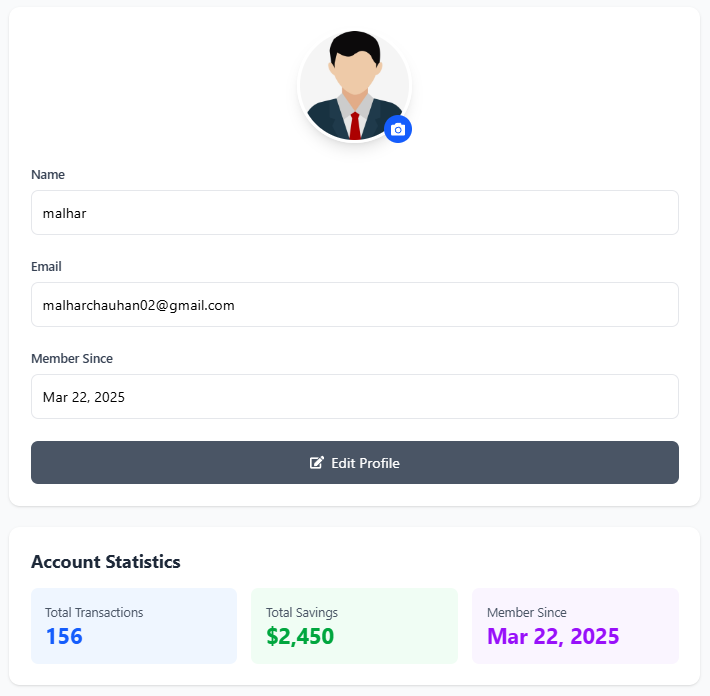 Name
malhar
Email
malharchauhan02@gmail.com
Member Since
Mar 22, 2025
Edit Profile
Account Statistics
Total Transactions
156
Total Savings
$2,450
Member Since
Mar 22, 2025